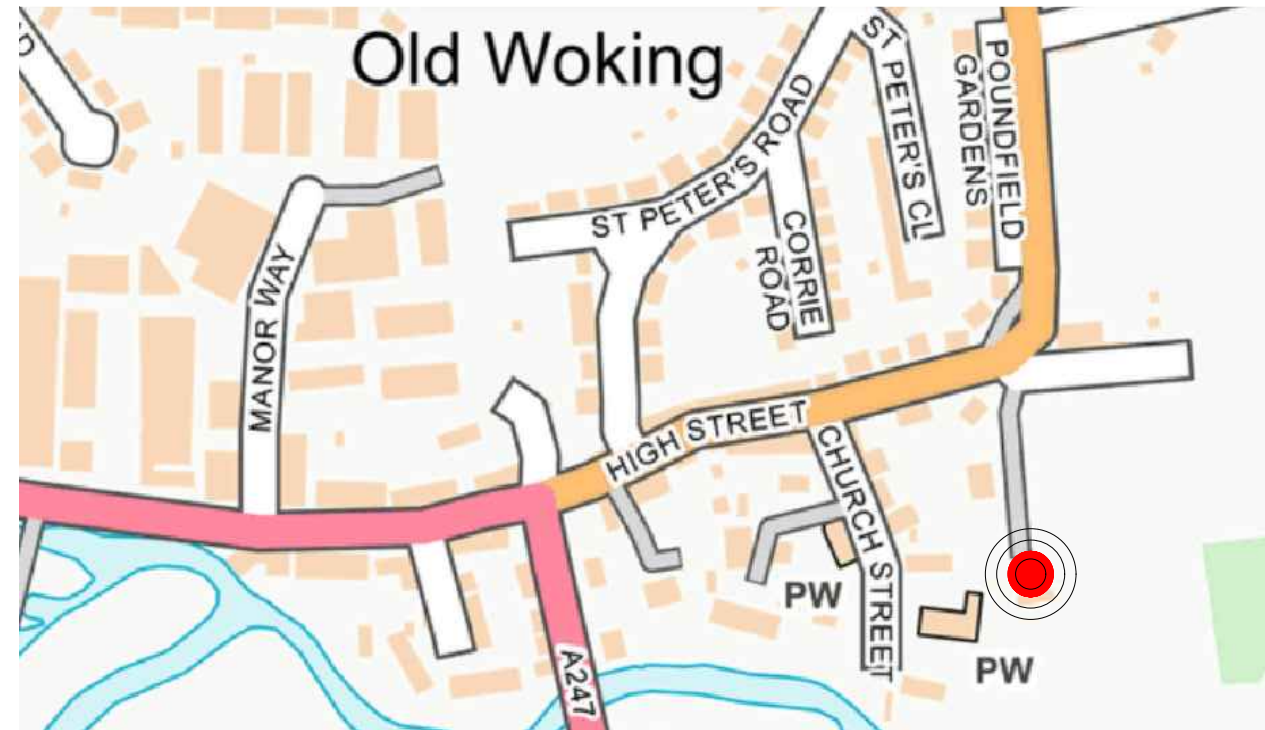 Old Woking
ST PETER'S ROAD
ST PETER'S CL
POUNDFIELD
GARDENS
CORRIE
ROAD
MANOR WAY
HIGH STREET
CHURCH STREET
PW
PW
A247